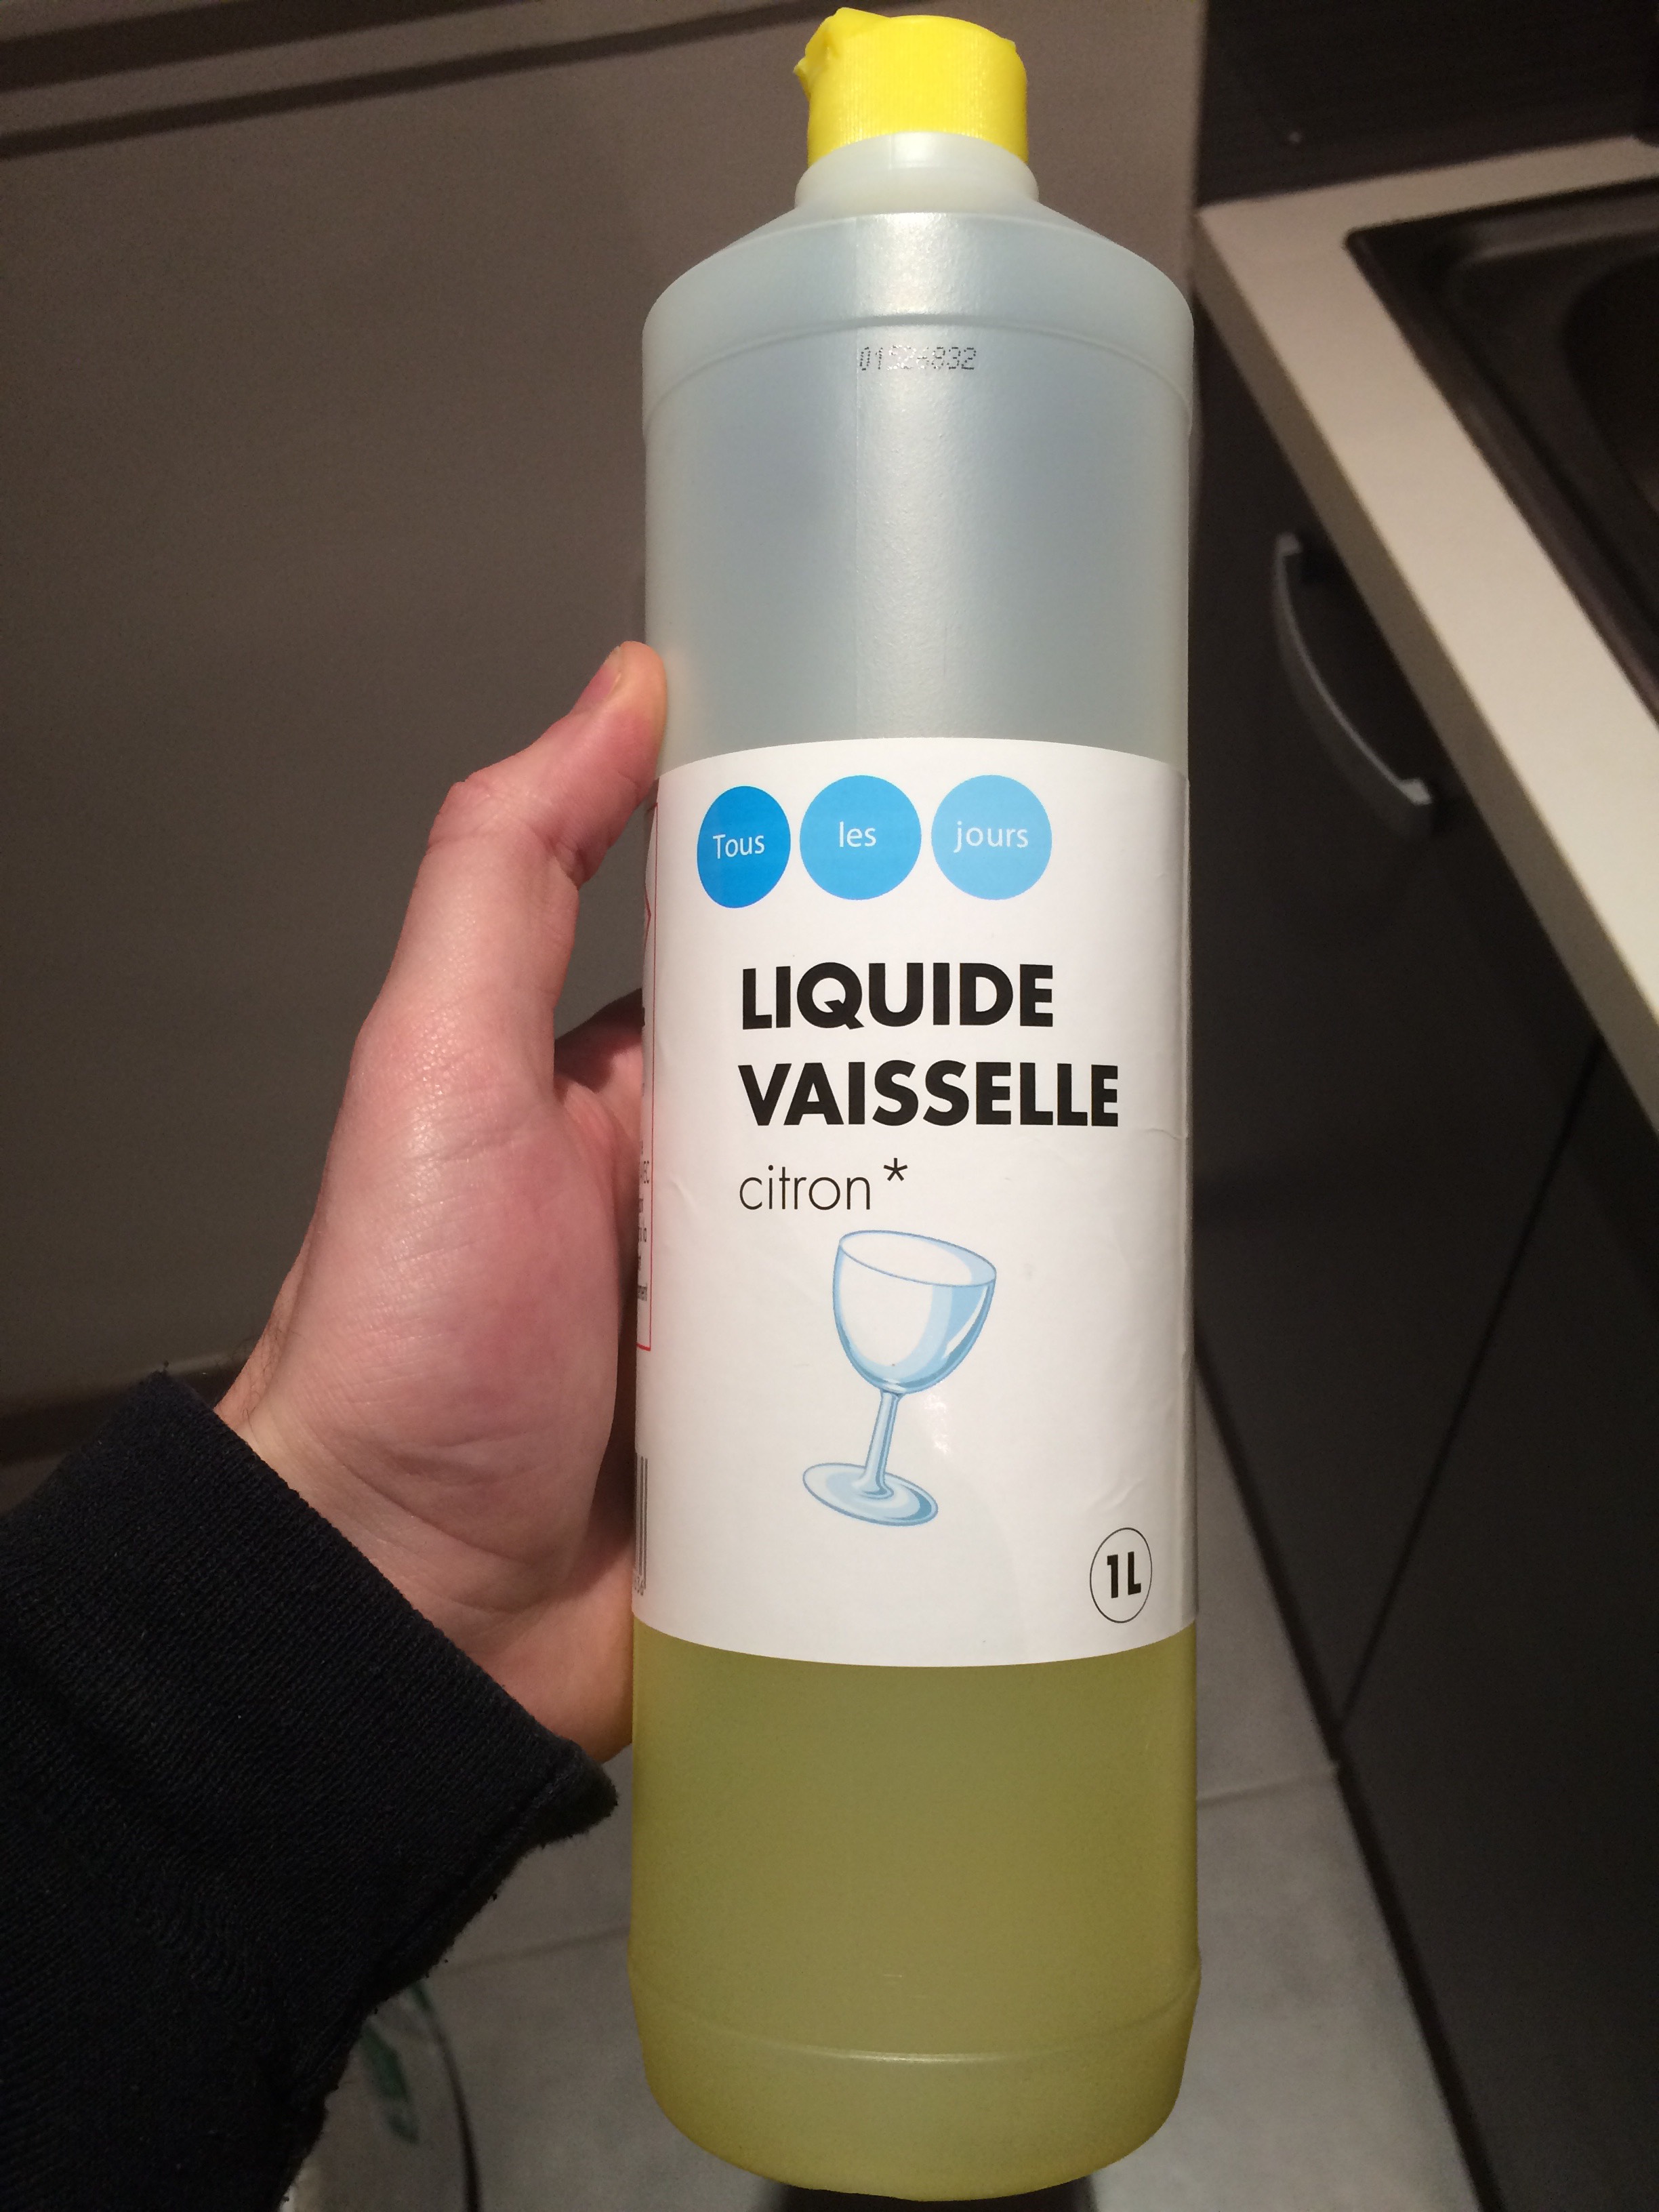 Tous les jours
LIQUIDE
VAISSELLE
citron*
1L